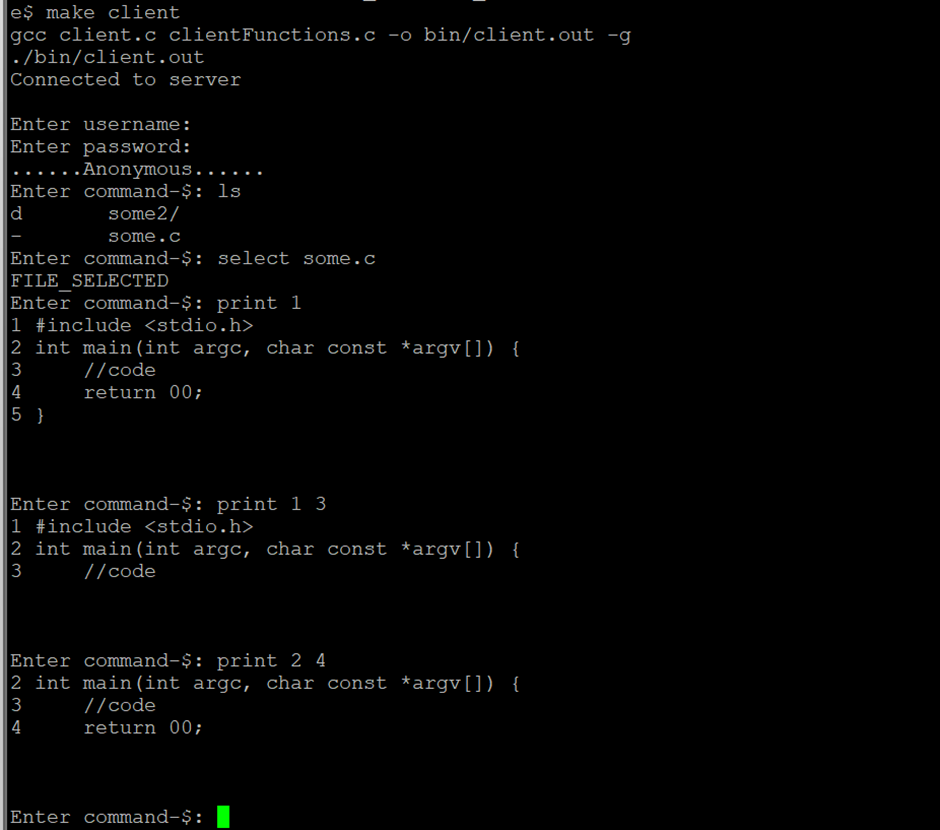 e$ make client
gcc client.c clientFunctions.c -o bin/client.out -g
./bin/client.out
Connected to server
Enter username:
Enter password:
......Anonymous......
Enter command-$: ls
d       some2/
-       some.c
Enter command-$: select some.c
FILE_SELECTED
Enter command-$: print 1
1 #include <stdio.h>
2 int main(int argc, char const *argv[]) {
3     //code
4     return 00;
5 }
Enter command-$: print 1 3
1 #include <stdio.h>
2 int main(int argc, char const *argv[]) {
3     //code
Enter command-$: print 2 4
2 int main(int argc, char const *argv[]) {
3     //code
4     return 00;
Enter command-$: